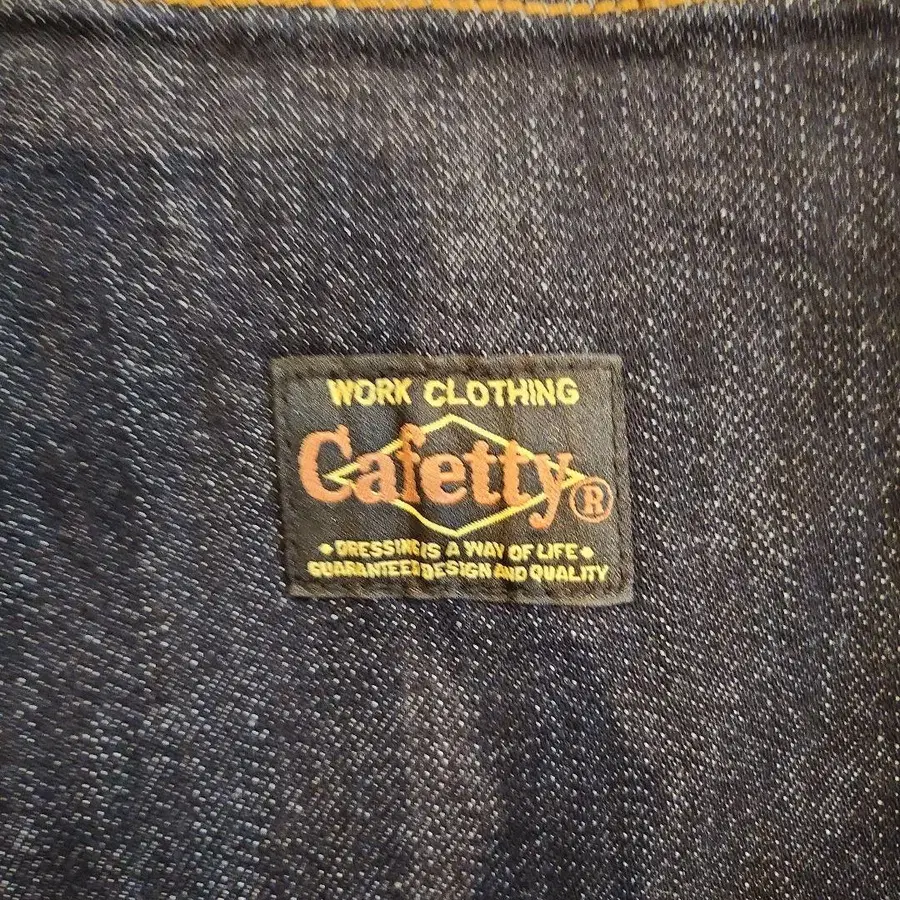 WORK CLOTHING
Cafetty®
DRESSING IS A WAY OF LIFE
GUARANTEED DESIGN AND QUALITY